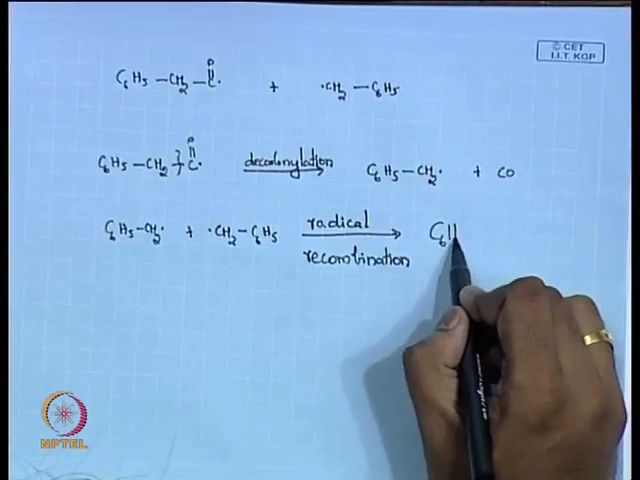 © CET
I.I.T. KGP
C6H5 — CH2 — C(=O)· + ·CH2 — C6H5
C6H5 — CH2 — C(=O)· decarbonylation → C6H5 — CH2· + CO
C6H5 — CH2· + ·CH2 — C6H5 radical recombination → C6H
NPTEL